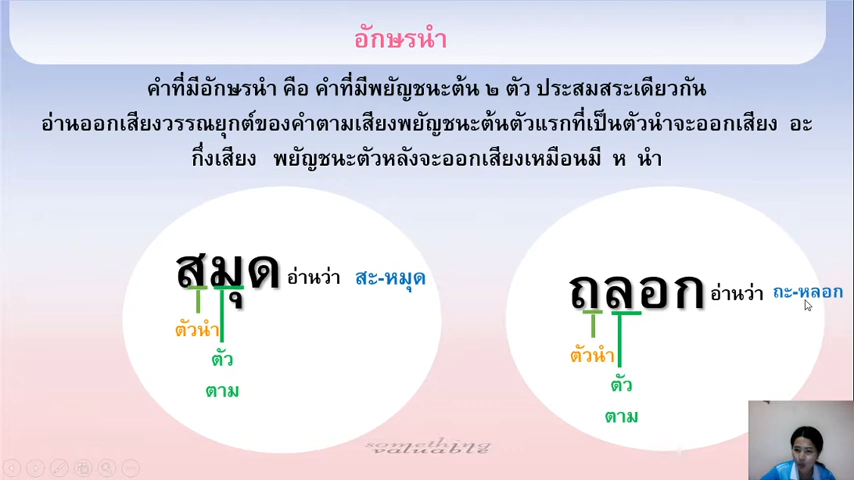 อักษรนำ
คำที่มีอักษรนำ คือ คำที่มีพยัญชนะต้น ๒ ตัว ประสมสระเดียวกัน
อ่านออกเสียงวรรณยุกต์ของคำตามเสียงพยัญชนะต้นตัวแรกที่เป็นตัวนำจะออกเสียง อะ
กึ่งเสียง พยัญชนะตัวหลังจะออกเสียงเหมือนมี ห นำ
สมุด อ่านว่า สะ-หมุด
ตัวนำ
ตัว
ตาม
ถลอก อ่านว่า ถะ-หลอก
ตัวนำ
ตัว
ตาม
something
valuable